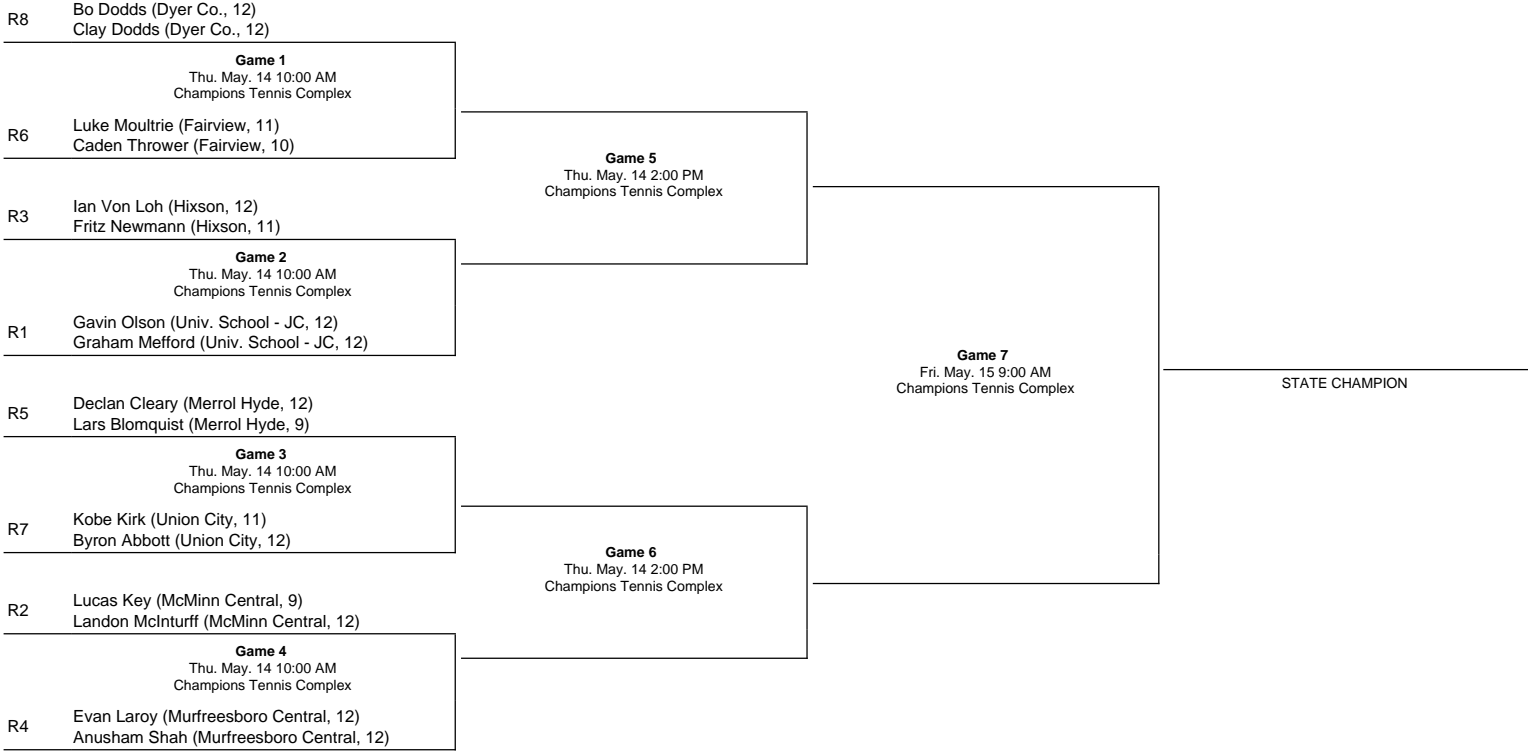 R8
Bo Dodds (Dyer Co., 12)
Clay Dodds (Dyer Co., 12)
Game 1
Thu. May. 14 10:00 AM
Champions Tennis Complex
R6
Luke Moultrie (Fairview, 11)
Caden Thrower (Fairview, 10)
R3
Ian Von Loh (Hixson, 12)
Fritz Newmann (Hixson, 11)
Game 2
Thu. May. 14 10:00 AM
Champions Tennis Complex
R1
Gavin Olson (Univ. School - JC, 12)
Graham Mefford (Univ. School - JC, 12)
R5
Declan Cleary (Merrol Hyde, 12)
Lars Blomquist (Merrol Hyde, 9)
Game 3
Thu. May. 14 10:00 AM
Champions Tennis Complex
R7
Kobe Kirk (Union City, 11)
Byron Abbott (Union City, 12)
R2
Lucas Key (McMinn Central, 9)
Landon McInturff (McMinn Central, 12)
Game 4
Thu. May. 14 10:00 AM
Champions Tennis Complex
R4
Evan Laroy (Murfreesboro Central, 12)
Anusham Shah (Murfreesboro Central, 12)
Game 5
Thu. May. 14 2:00 PM
Champions Tennis Complex
Game 6
Thu. May. 14 2:00 PM
Champions Tennis Complex
Game 7
Fri. May. 15 9:00 AM
Champions Tennis Complex
STATE CHAMPION